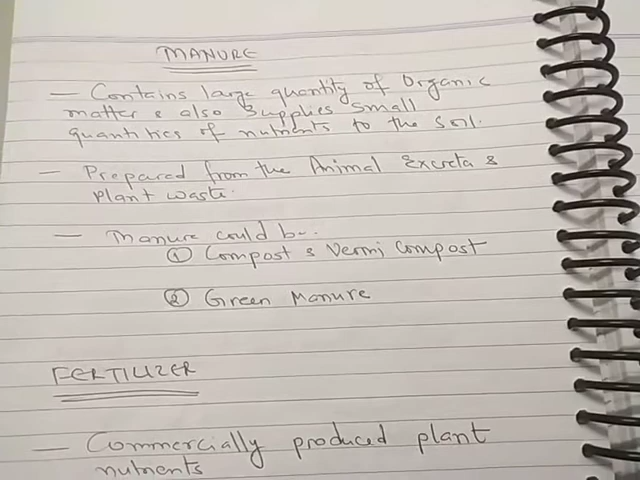 MANURE
— Contains large quantity of Organic
matter & also Supplies Small
quantities of nutrients to the Soil.
— Prepared from the Animal Excreta &
Plant waste.
— Manure could be..
① Compost & Vermi Compost
② Green Manure
FERTILIZER
— Commercially produced plant
nutrients